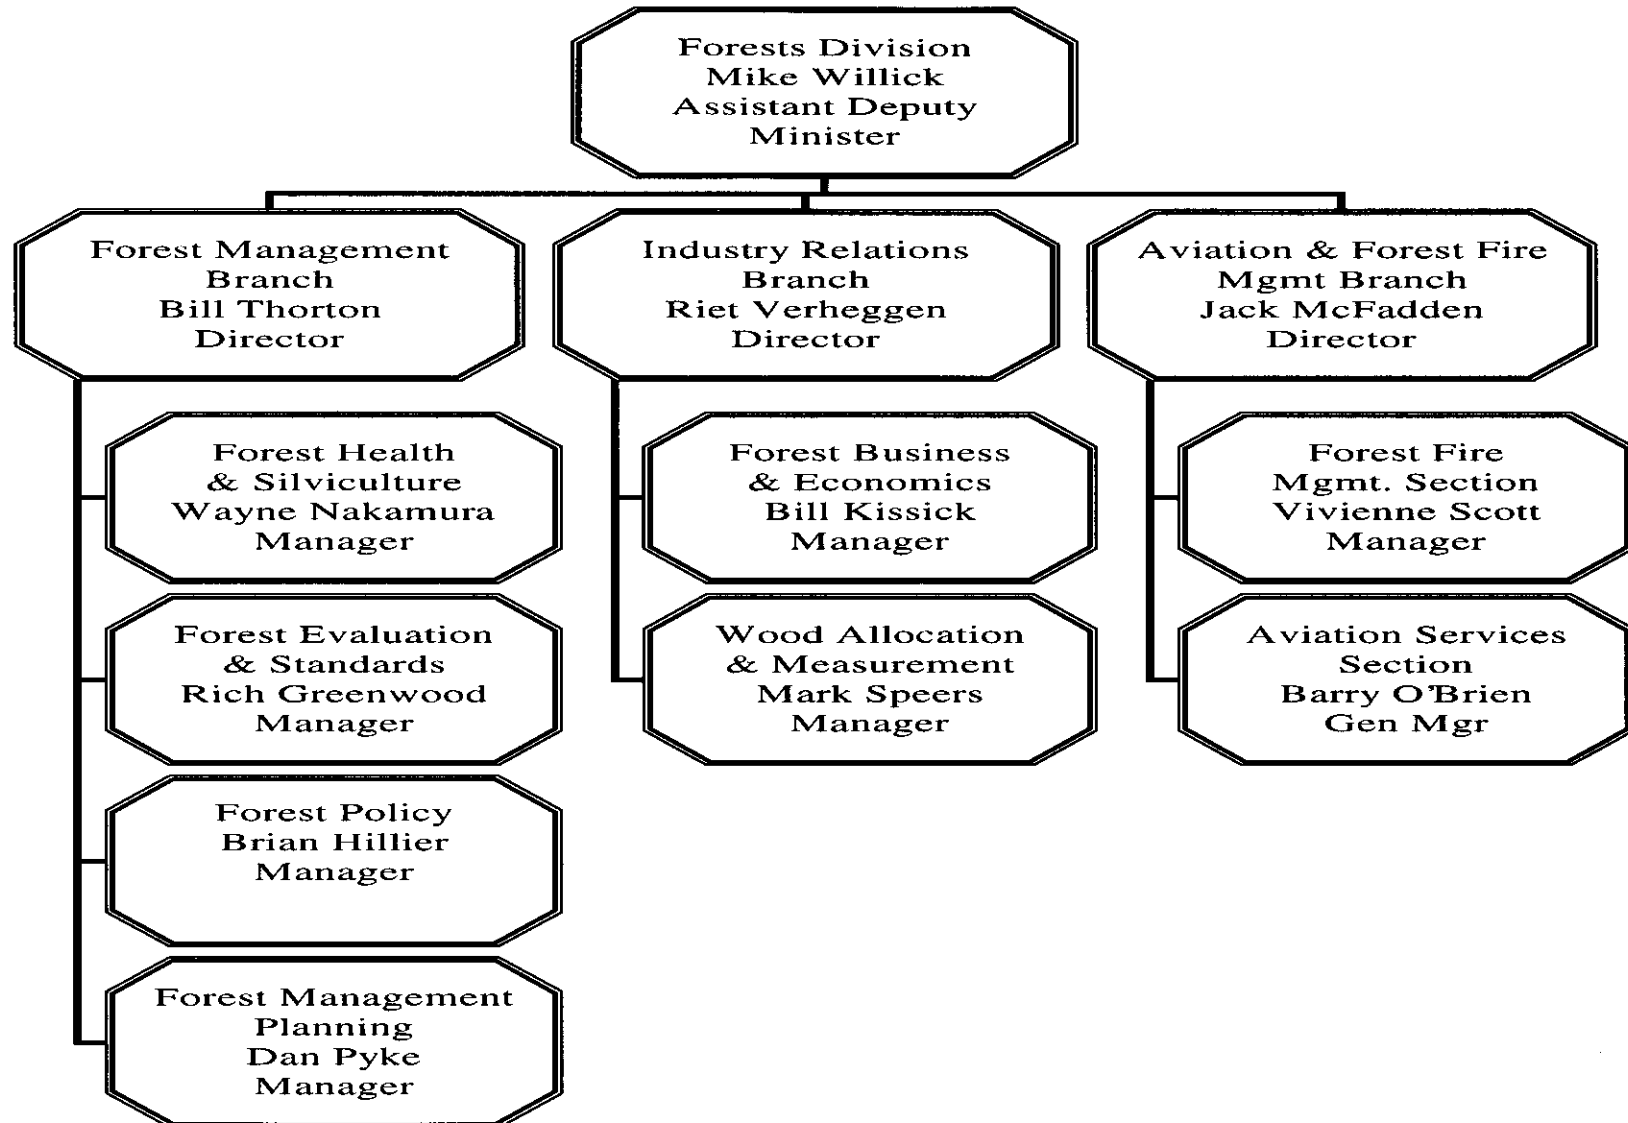 Forests Division
Mike Willick
Assistant Deputy
Minister
Forest Management
Branch
Bill Thorton
Director
Industry Relations
Branch
Riet Verheggen
Director
Aviation & Forest Fire
Mgmt Branch
Jack McFadden
Director
Forest Health
& Silviculture
Wayne Nakamura
Manager
Forest Business
& Economics
Bill Kissick
Manager
Forest Fire
Mgmt. Section
Vivienne Scott
Manager
Forest Evaluation
& Standards
Rich Greenwood
Manager
Wood Allocation
& Measurement
Mark Speers
Manager
Aviation Services
Section
Barry O'Brien
Gen Mgr
Forest Policy
Brian Hillier
Manager
Forest Management
Planning
Dan Pyke
Manager